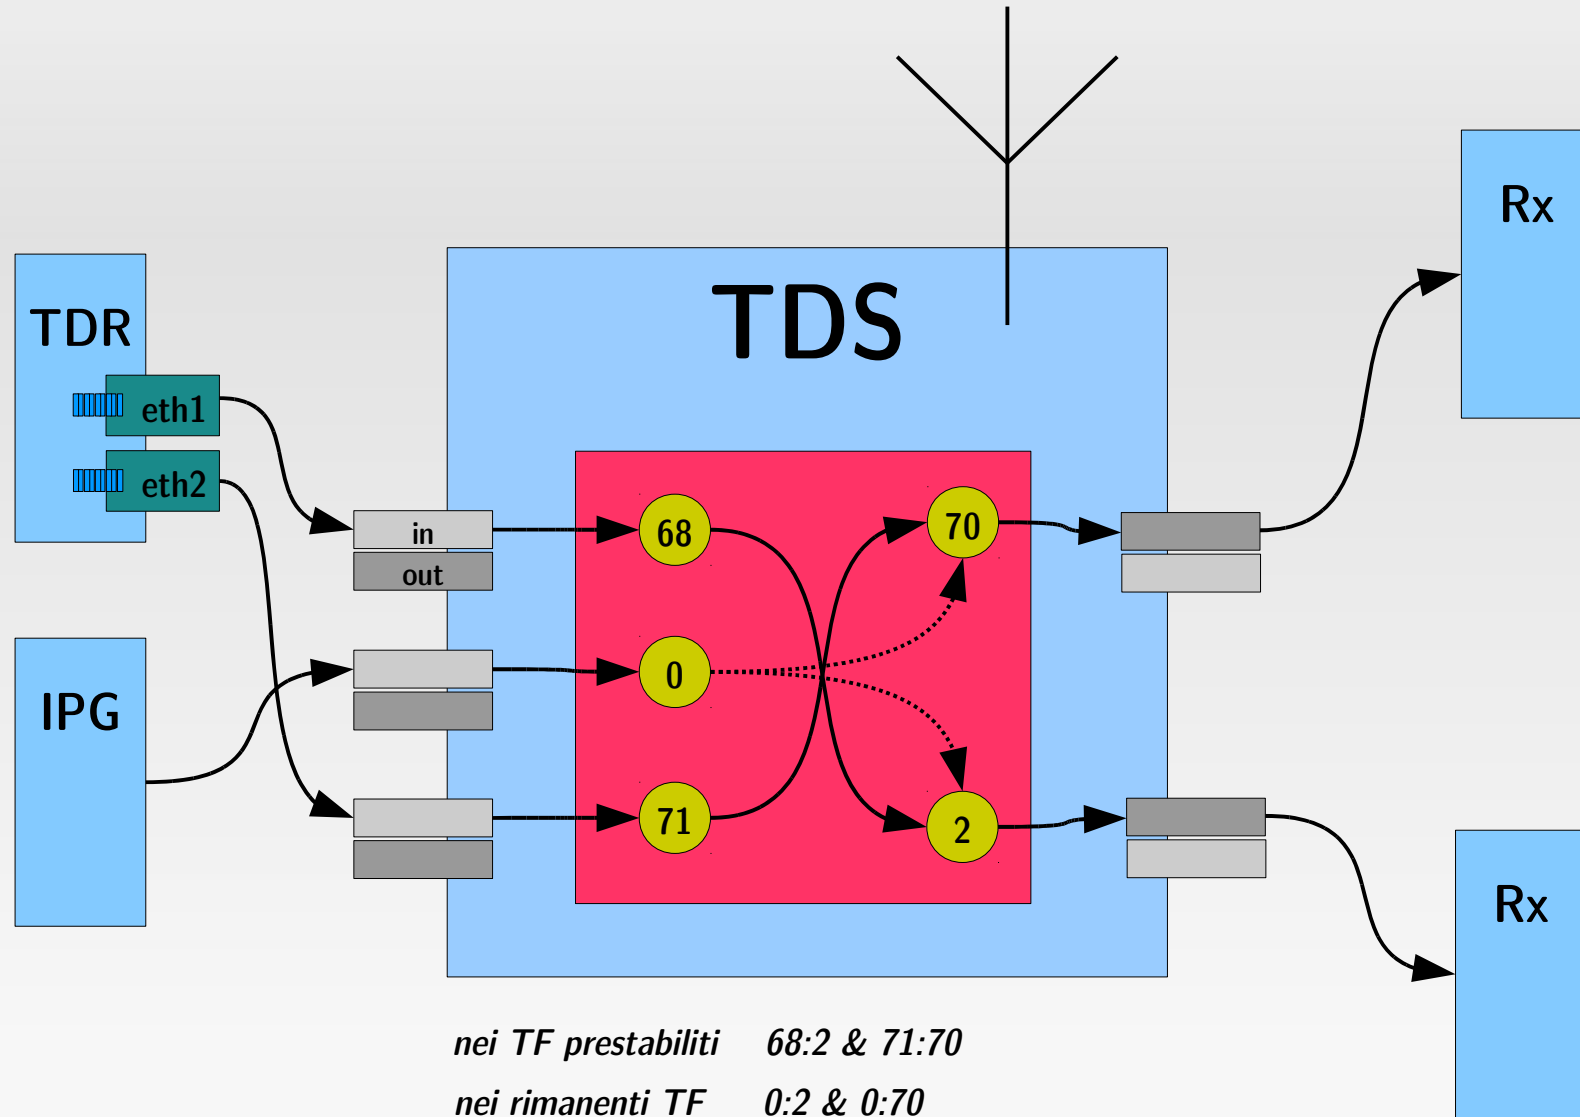 Rx
TDS
TDR
eth1
eth2
in
out
68
70
0
IPG
71
2
Rx
nei TF prestabiliti 68:2 & 71:70
nei rimanenti TF 0:2 & 0:70